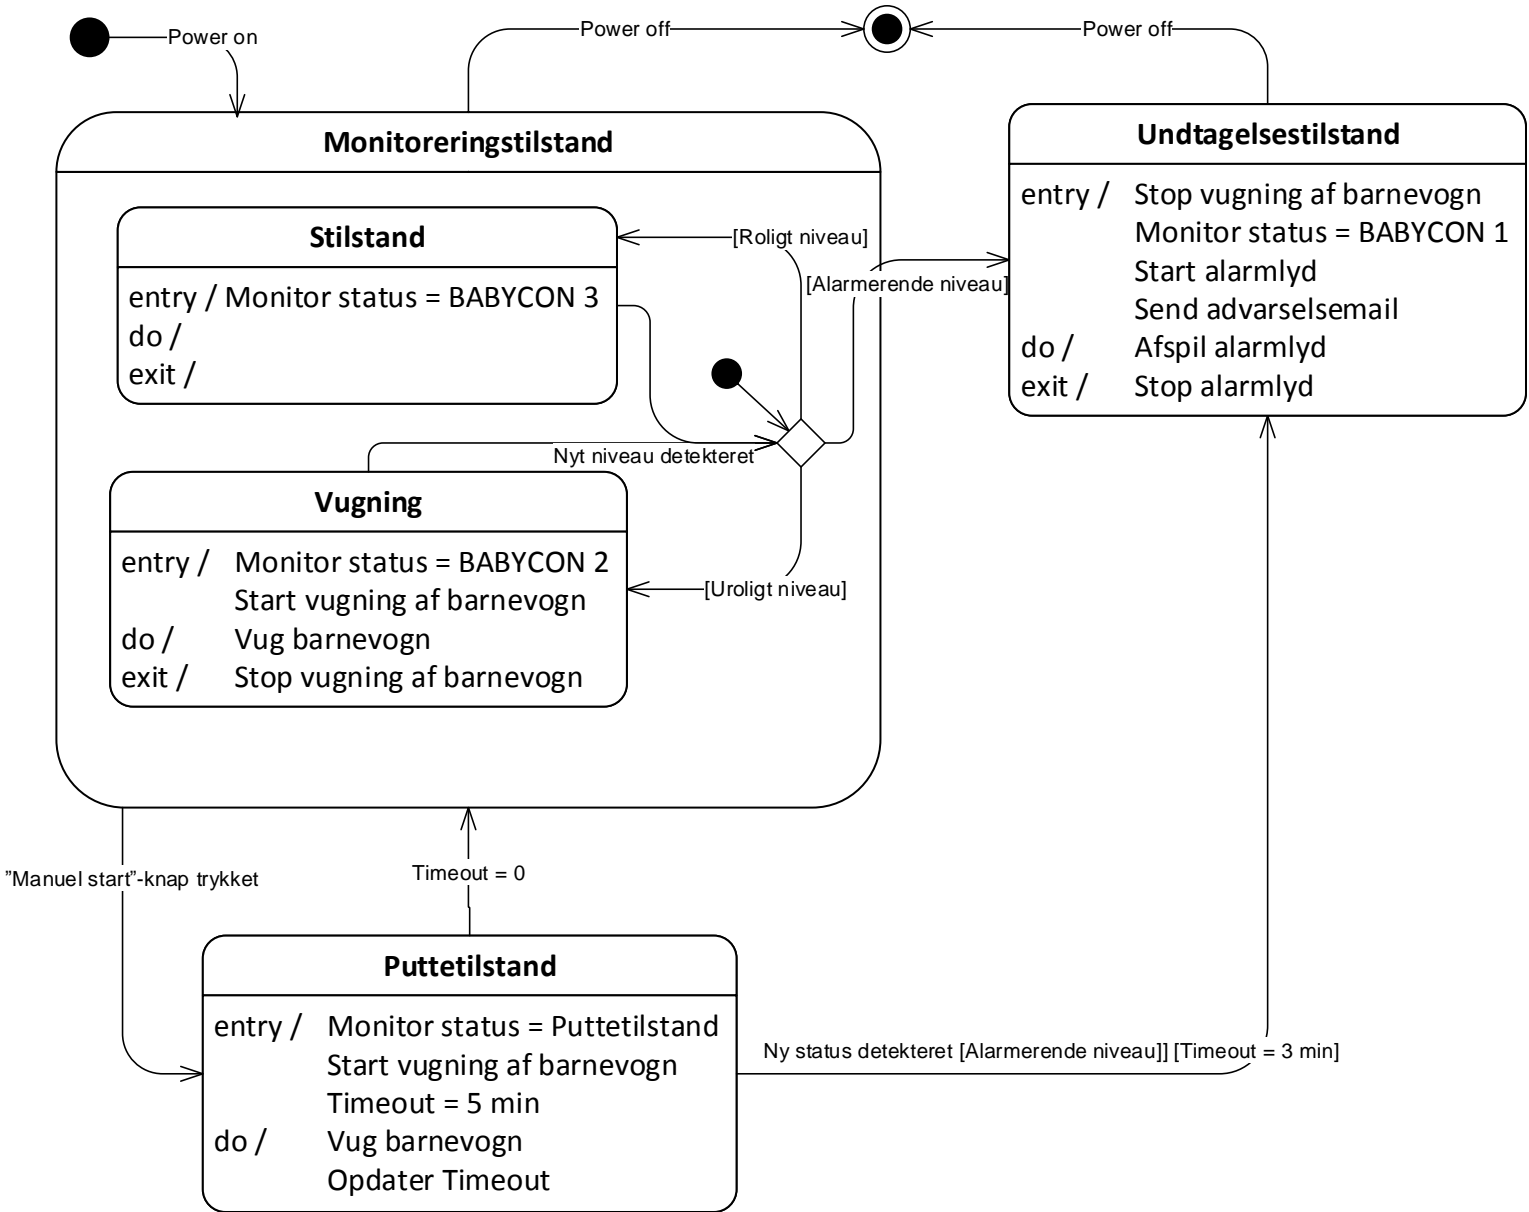 Power on
Power off
Power off
Monitoreringstilstand
Stilstand
entry / Monitor status = BABYCON 3
do /
exit /
[Roligt niveau]
[Alarmerende niveau]
Nyt niveau detekteret
Vugning
entry / Monitor status = BABYCON 2
Start vugning af barnevogn
do / Vug barnevogn
exit / Stop vugning af barnevogn
[Uroligt niveau]
Undtagelsestilstand
entry / Stop vugning af barnevogn
Monitor status = BABYCON 1
Start alarmlyd
Send advarselsemail
do / Afspil alarmlyd
exit / Stop alarmlyd
”Manuel start”-knap trykket
Timeout = 0
Puttetilstand
entry / Monitor status = Puttetilstand
Start vugning af barnevogn
Timeout = 5 min
do / Vug barnevogn
Opdater Timeout
Ny status detekteret [Alarmerende niveau]] [Timeout = 3 min]